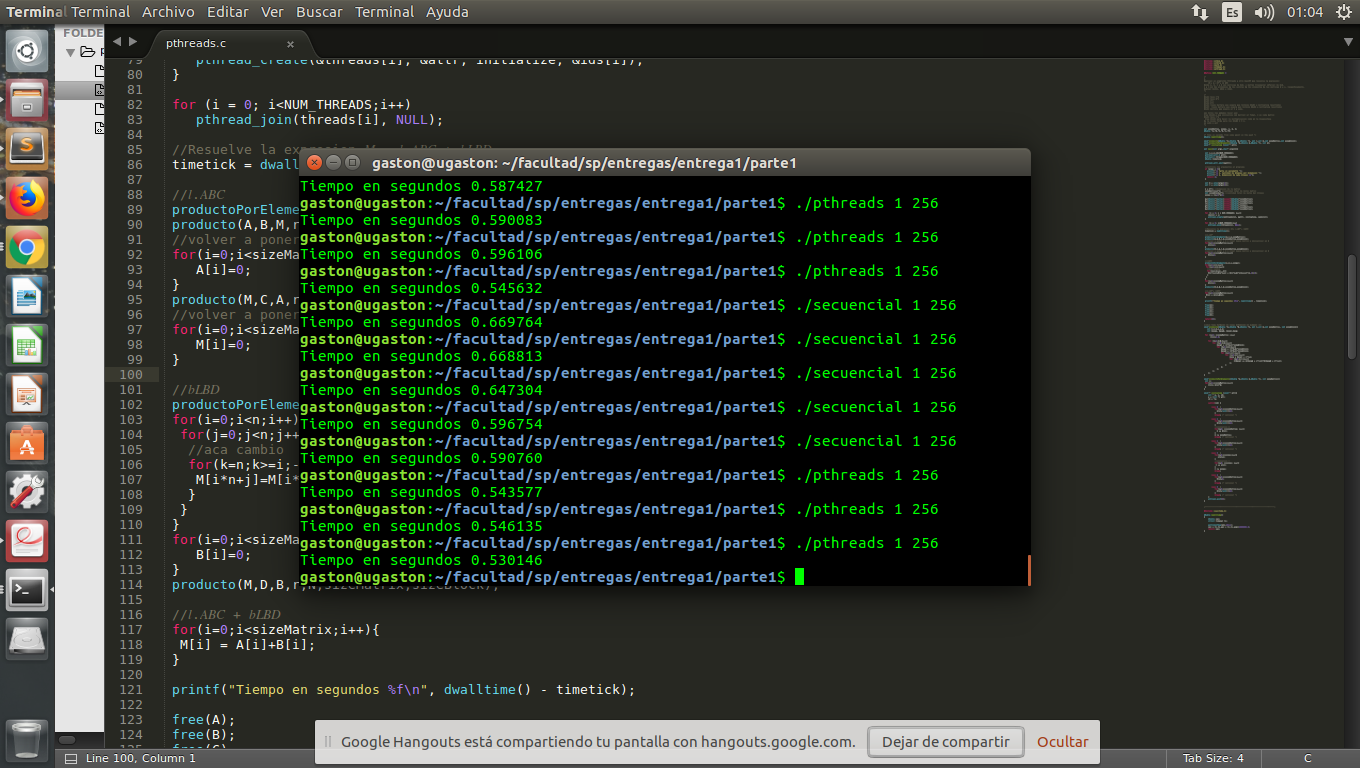 Terminal Terminal Archivo Editar Ver Buscar Terminal Ayuda Es 01:04
FOLDE
pthreads.c
79 pthread_create(&threads[i], &attr, initialize, &ids[i]);
80 }
81
82 for (i = 0; i<NUM_THREADS;i++)
83 pthread_join(threads[i], NULL);
84
85 //Resuelve la expresion
86 timetick = dwall
87
88 //l.ABC
89 productoPorEleme
90 producto(A,B,M,r
91 //volver a poner
92 for(i=0;i<sizeMa
93 A[i]=0;
94 }
95 producto(M,C,A,r
96 //volver a poner
97 for(i=0;i<sizeMa
98 M[i]=0;
99 }
100
101 //bLBD
102 productoPorEleme
103 for(i=0;i<n;i++)
104 for(j=0;j<n;j++
105 //aca cambio
106 for(k=n;k>=i;-
107 M[i*n+j]=M[i*
108 }
109 }
110 }
111 for(i=0;i<sizeMa
112 B[i]=0;
113 }
114 producto(M,D,B,r,N,sizeMatrix,sizeBlock);
115
116 //l.ABC + bLBD
117 for(i=0;i<sizeMatrix;i++){
118 M[i] = A[i]+B[i];
119 }
120
121 printf("Tiempo en segundos %f\n", dwalltime() - timetick);
122
123 free(A);
124 free(B);
125 free(C)
gaston@ugaston: ~/facultad/sp/entregas/entrega1/parte1
Tiempo en segundos 0.587427
gaston@ugaston:~/facultad/sp/entregas/entrega1/parte1$ ./pthreads 1 256
Tiempo en segundos 0.590083
gaston@ugaston:~/facultad/sp/entregas/entrega1/parte1$ ./pthreads 1 256
Tiempo en segundos 0.596106
gaston@ugaston:~/facultad/sp/entregas/entrega1/parte1$ ./pthreads 1 256
Tiempo en segundos 0.545632
gaston@ugaston:~/facultad/sp/entregas/entrega1/parte1$ ./secuencial 1 256
Tiempo en segundos 0.669764
gaston@ugaston:~/facultad/sp/entregas/entrega1/parte1$ ./secuencial 1 256
Tiempo en segundos 0.668813
gaston@ugaston:~/facultad/sp/entregas/entrega1/parte1$ ./secuencial 1 256
Tiempo en segundos 0.647304
gaston@ugaston:~/facultad/sp/entregas/entrega1/parte1$ ./secuencial 1 256
Tiempo en segundos 0.596754
gaston@ugaston:~/facultad/sp/entregas/entrega1/parte1$ ./secuencial 1 256
Tiempo en segundos 0.590760
gaston@ugaston:~/facultad/sp/entregas/entrega1/parte1$ ./pthreads 1 256
Tiempo en segundos 0.543577
gaston@ugaston:~/facultad/sp/entregas/entrega1/parte1$ ./pthreads 1 256
Tiempo en segundos 0.546135
gaston@ugaston:~/facultad/sp/entregas/entrega1/parte1$ ./pthreads 1 256
Tiempo en segundos 0.530146
gaston@ugaston:~/facultad/sp/entregas/entrega1/parte1$
Google Hangouts está compartiendo tu pantalla con hangouts.google.com. Dejar de compartir Ocultar
Line 100, Column 1 Tab Size: 4 C